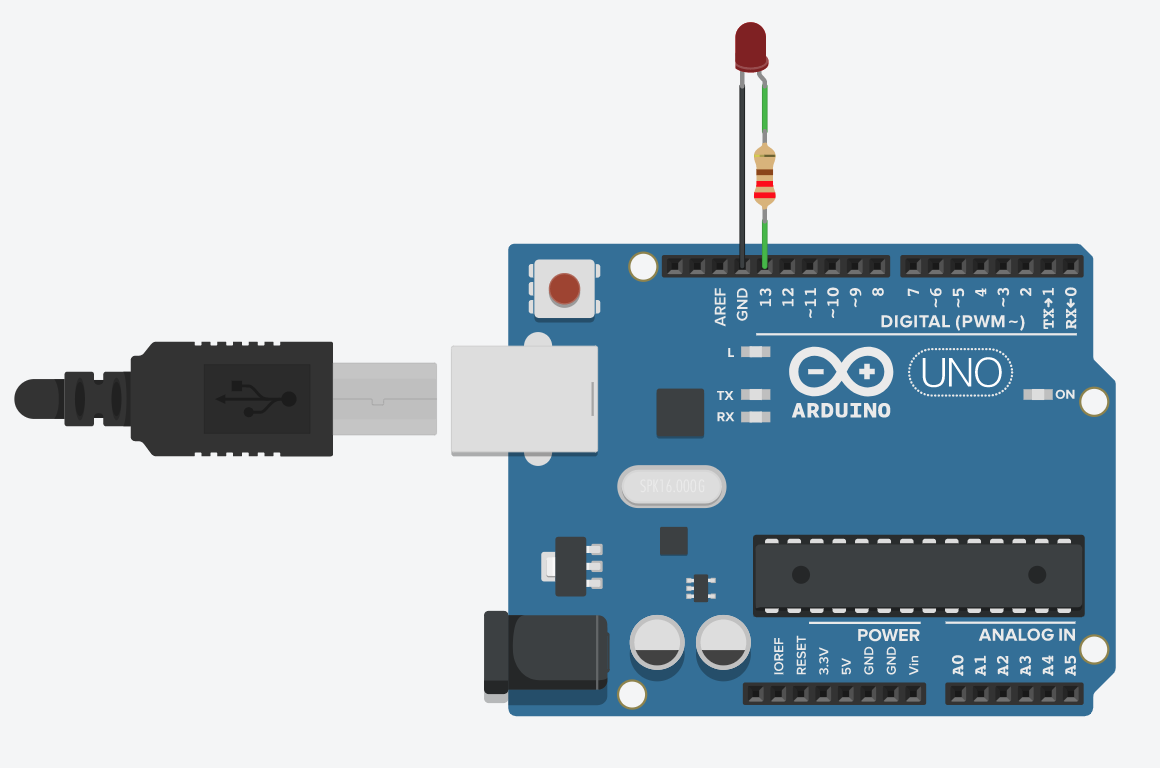 AREF
GND
13
12
~11
~10
~9
8
7
~6
~5
4
~3
2
TX→1
RX←0
DIGITAL (PWM~)
L
TX
RX
ARDUINO
UNO
ON
SPK16.000G
POWER
ANALOG IN
IOREF
RESET
3.3V
5V
GND
GND
Vin
A0
A1
A2
A3
A4
A5